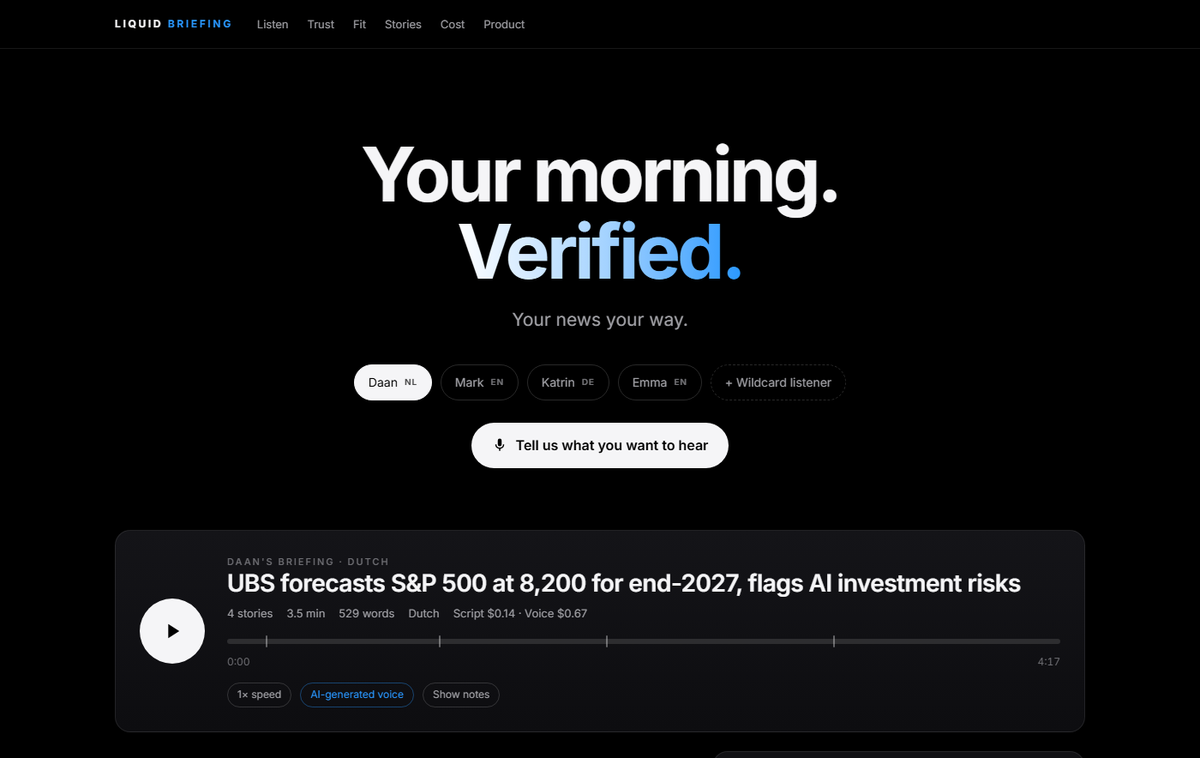 LIQUID BRIEFING Listen Trust Fit Stories Cost Product
Your morning.
Verified.
Your news your way.
Daan NL Mark EN Katrin DE Emma EN + Wildcard listener
Tell us what you want to hear
DAAN'S BRIEFING · DUTCH
UBS forecasts S&P 500 at 8,200 for end-2027, flags AI investment risks
4 stories 3.5 min 529 words Dutch Script $0.14 · Voice $0.67
0:00 4:17
1× speed AI-generated voice Show notes